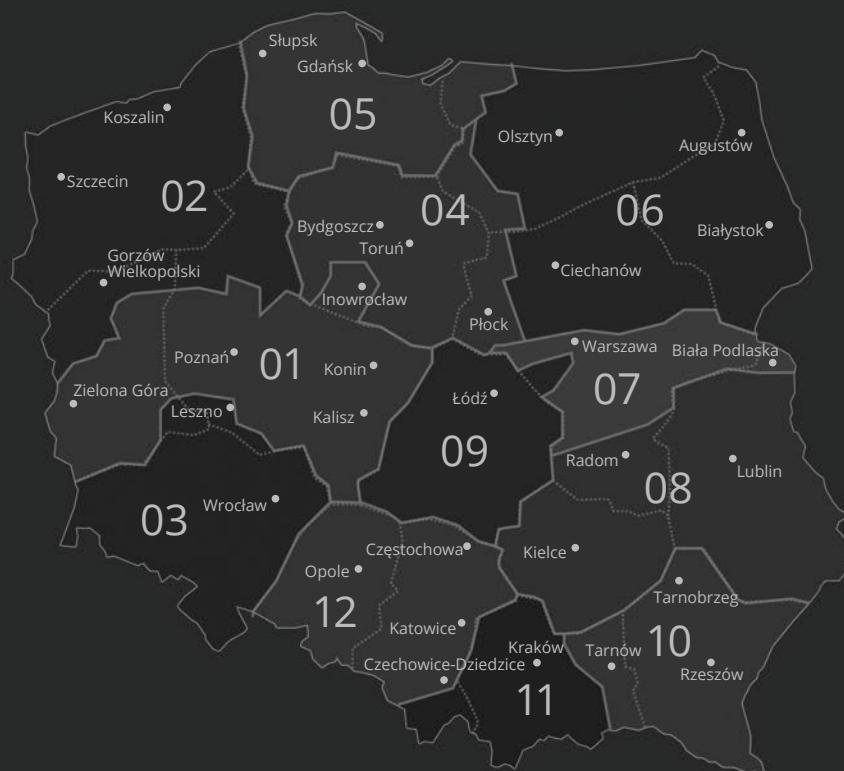 Słupsk
Gdańsk
05
Koszalin
Olsztyn
Augustów
Szczecin
02
04
06
Bydgoszcz
Toruń
Białystok
Gorzów
Wielkopolski
Ciechanów
Inowrocław
Płock
Poznań
01
Konin
Warszawa
Biała Podlaska
07
Zielona Góra
Leszno
Kalisz
Łódź
09
Radom
Lublin
08
Wrocław
03
Częstochowa
Kielce
Opole
12
Tarnobrzeg
Katowice
Kraków
Tarnów
10
Czechowice-Dziedzice
Rzeszów
11